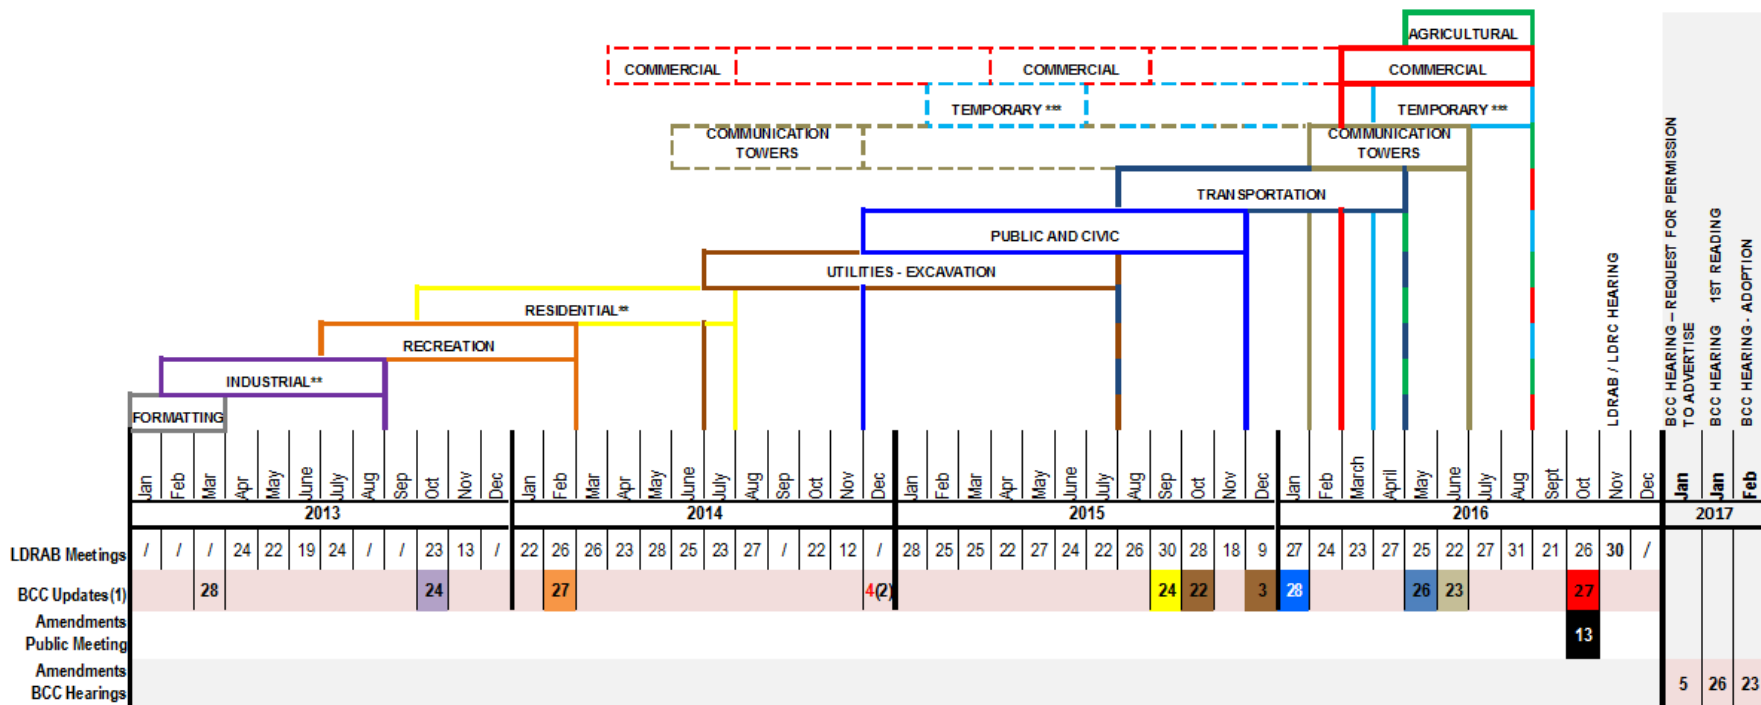 AGRICULTURAL
COMMERCIAL COMMERCIAL COMMERCIAL
TEMPORARY *** TEMPORARY ***
COMMUNICATION TOWERS COMMUNICATION TOWERS
TRANSPORTATION
PUBLIC AND CIVIC
UTILITIES - EXCAVATION
RESIDENTIAL**
RECREATION
INDUSTRIAL**
FORMATTING
LDRAB / LDRC HEARING
BCC HEARING – REQUEST FOR PERMISSION TO ADVERTISE
BCC HEARING 1ST READING
BCC HEARING - ADOPTION
Jan Feb Mar Apr May June July Aug Sep Oct Nov Dec Jan Feb Mar Apr May June July Aug Sep Oct Nov Dec Jan Feb Mar Apr May June July Aug Sep Oct Nov Dec Jan Feb March April May June July Aug Sept Oct Nov Dec Jan Jan Feb
2013 2014 2015 2016 2017
LDRAB Meetings / / / 24 22 19 24 / / 23 13 / 22 26 26 23 28 25 23 27 / 22 12 / 28 25 25 22 27 24 22 26 30 28 18 9 27 24 23 27 25 22 27 31 21 26 30 /
BCC Updates(1) 28 24 27 4(2) 24 22 3 28 26 23 27
Amendments
Public Meeting 13
Amendments
BCC Hearings 5 26 23